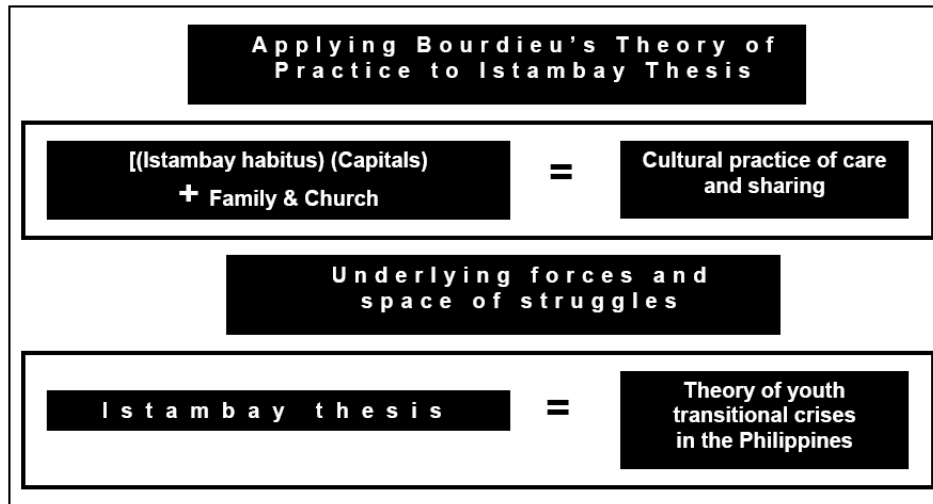 Applying Bourdieu's Theory of
Practice to Istambay Thesis
[(Istambay habitus) (Capitals)
+ Family & Church
=
Cultural practice of care
and sharing
Underlying forces and
space of struggles
Istambay thesis
=
Theory of youth
transitional crises
in the Philippines